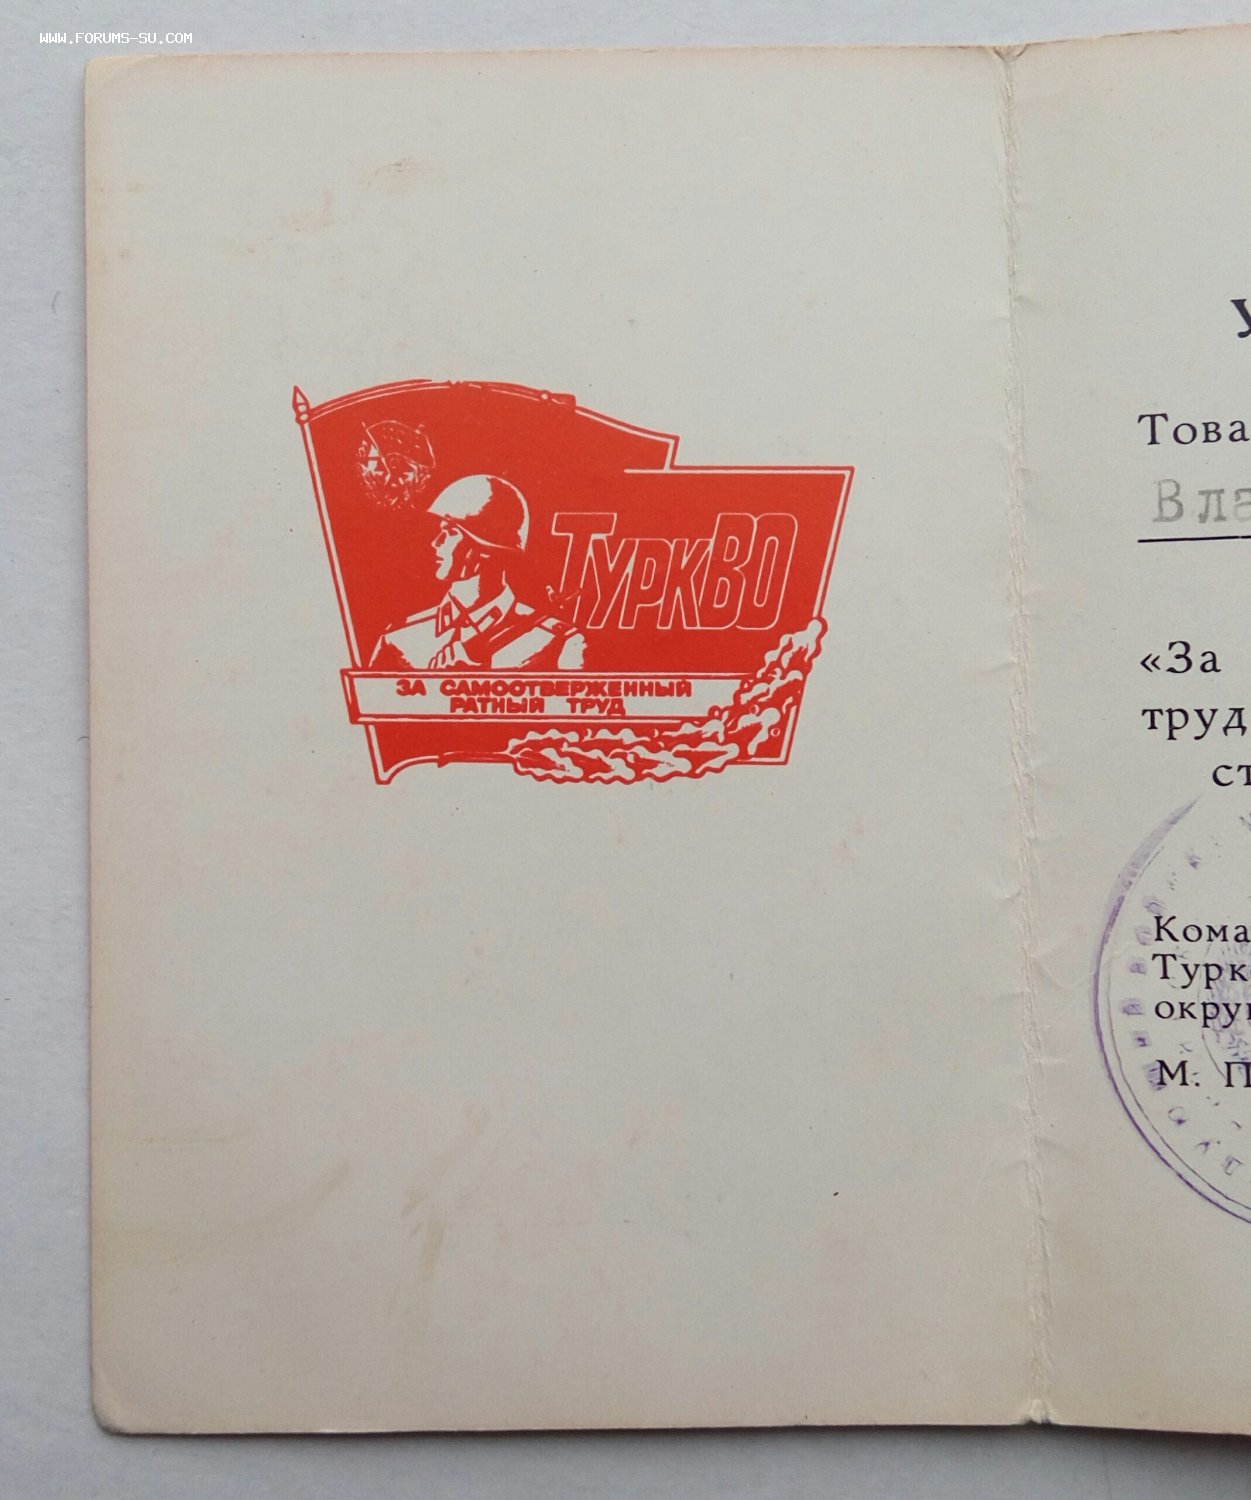 WWW.FORUMS-SU.COM
ТУРКВО
ЗА САМООТВЕРЖЕННЫЙ
РАТНЫЙ ТРУД
У
Това
Вла
«За
труд
ст
Кома
Турк
окру
М. П